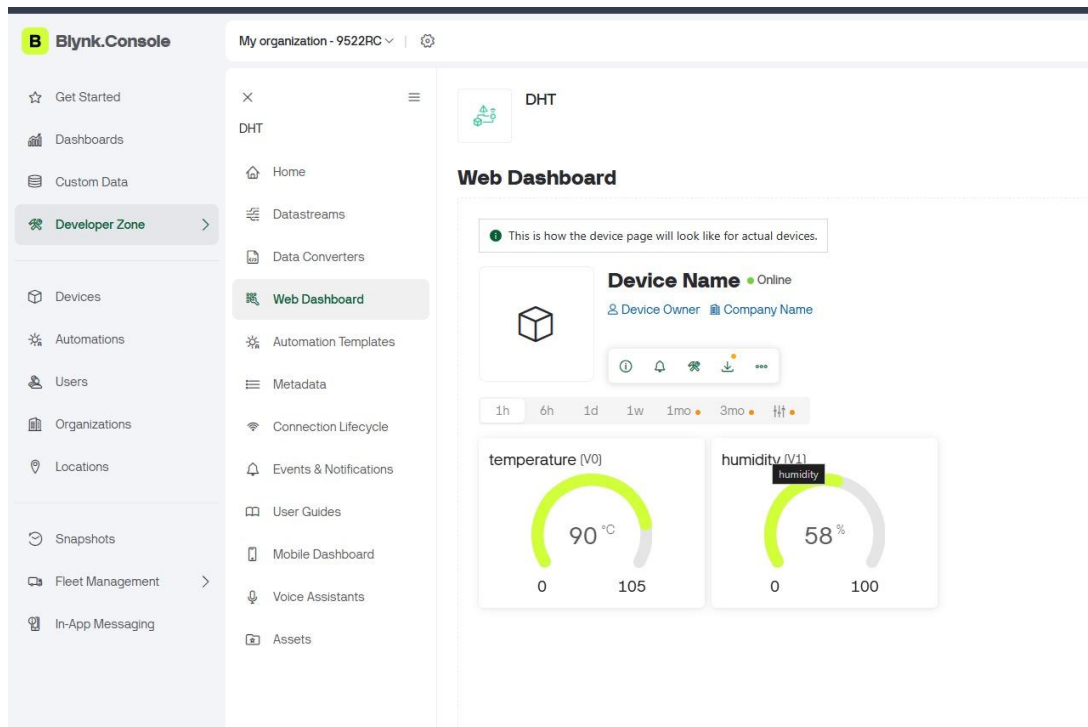 B Blynk.Console
My organization - 9522RC
Get Started
Dashboards
Custom Data
Developer Zone
Devices
Automations
Users
Organizations
Locations
Snapshots
Fleet Management
In-App Messaging
DHT
Home
Datastreams
Data Converters
Web Dashboard
Automation Templates
Metadata
Connection Lifecycle
Events & Notifications
User Guides
Mobile Dashboard
Voice Assistants
Assets
DHT
Web Dashboard
This is how the device page will look like for actual devices.
Device Name Online
Device Owner Company Name
1h 6h 1d 1w 1mo 3mo
temperature (V0)
90 °C
0 105
humidity (V1)
humidity
58 %
0 100